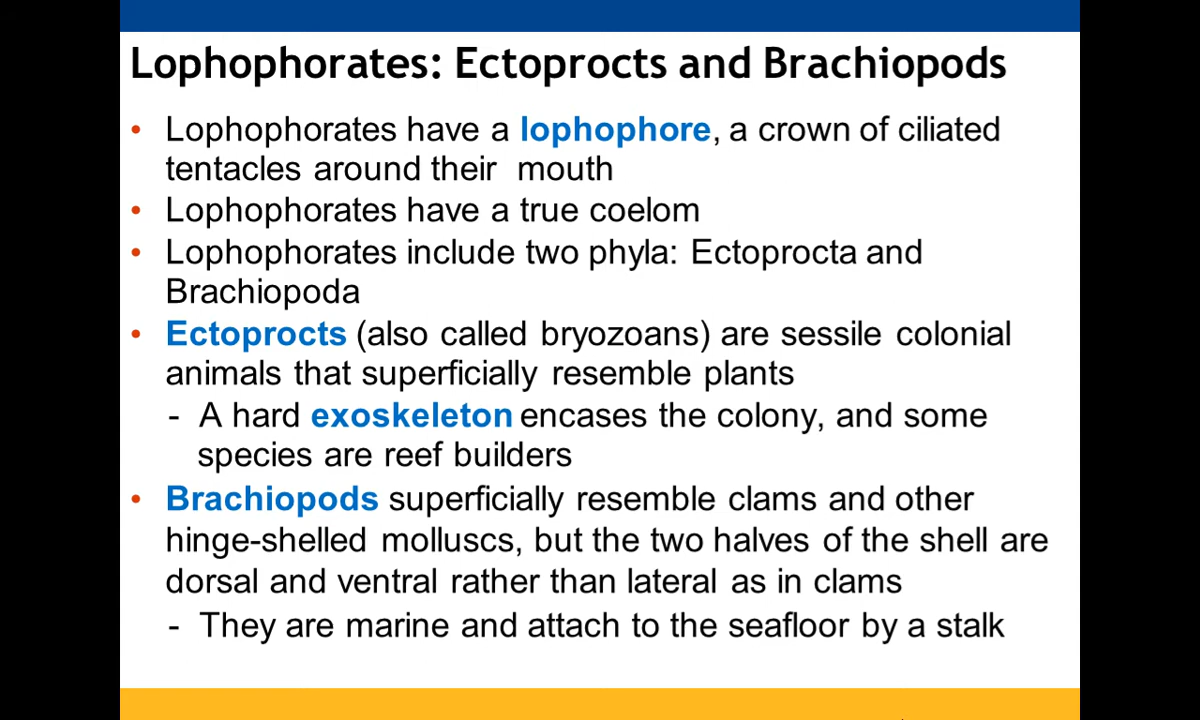 Lophophorates: Ectoprocts and Brachiopods
• Lophophorates have a lophophore, a crown of ciliated
tentacles around their mouth
• Lophophorates have a true coelom
• Lophophorates include two phyla: Ectoprocta and
Brachiopoda
• Ectoprocts (also called bryozoans) are sessile colonial
animals that superficially resemble plants
- A hard exoskeleton encases the colony, and some
species are reef builders
• Brachiopods superficially resemble clams and other
hinge-shelled molluscs, but the two halves of the shell are
dorsal and ventral rather than lateral as in clams
- They are marine and attach to the seafloor by a stalk